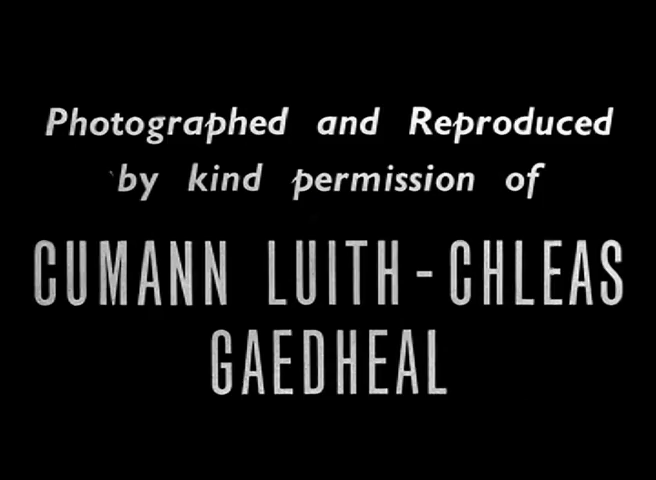 Photographed and Reproduced
by kind permission of
CUMANN LUITH-CHLEAS
GAEDHEAL